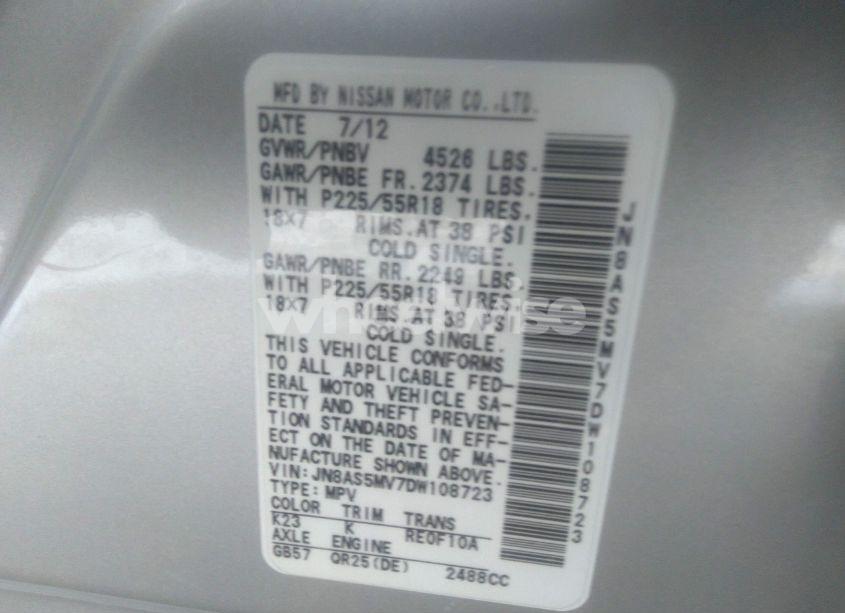 MFD BY NISSAN MOTOR CO.,LTD.
DATE 7/12
GVWR/PNBV 4526 LBS.
GAWR/PNBE FR. 2374 LBS.
WITH P225/55R18 TIRES.
18X7 RIMS.AT 38 PSI
COLD SINGLE.
GAWR/PNBE RR. 2249 LBS.
WITH P225/55R18 TIRES.
18X7 RIMS.AT 38 PSI
COLD SINGLE.
THIS VEHICLE CONFORMS
TO ALL APPLICABLE FED-
ERAL MOTOR VEHICLE SA-
FETY AND THEFT PREVEN-
TION STANDARDS IN EFF-
ECT ON THE DATE OF MA-
NUFACTURE SHOWN ABOVE.
VIN:JN8AS5MV7DW108723
TYPE:MPV
COLOR TRIM TRANS
K23 K RE0F10A
AXLE ENGINE
GB57 QR25(DE) 2488CC
JN8AS5MV7DW108723
wheelwise